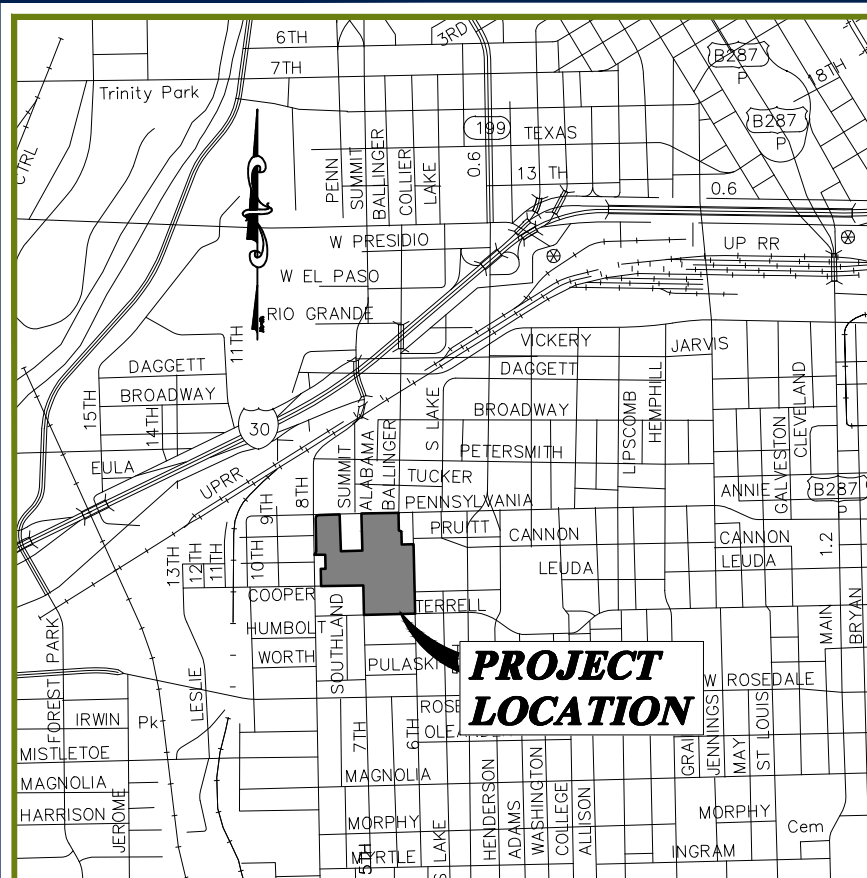 6TH
3RD
7TH
B287
P
18TH
Trinity Park
B287
P
199
TEXAS
CTRL
PENN
SUMMIT
BALLINGER
COLLIER
LAKE
0.6
13 TH
0.6
W PRESIDIO
UP RR
W EL PASO
RIO GRANDE
11TH
VICKERY
JARVIS
DAGGETT
DAGGETT
BROADWAY
15TH
14TH
30
S LAKE
BROADWAY
LIPSCOMB
HEMPHILL
GALVESTON
CLEVELAND
PETERSMITH
EULA
UPRR
8TH
SUMMIT
ALABAMA
BALLINGER
TUCKER
PENNSYLVANIA
ANNIE
B287
P
9TH
PRUITT
CANNON
CANNON
13TH
12TH
11TH
10TH
LEUDA
LEUDA
1.2
COOPER
TERRELL
HUMBOLT
SOUTHLAND
MAIN
BRYAN
FOREST PARK
WORTH
PULASKI
PROJECT
LOCATION
W ROSEDALE
LESLIE
ROSE
IRWIN
Pk
7TH
6TH
OLEA
JENNINGS
MAY
ST LOUIS
MISTLETOE
MAGNOLIA
MAGNOLIA
HARRISON
JEROME
HENDERSON
ADAMS
WASHINGTON
COLLEGE
ALLISON
MORPHY
MORPHY
Cem
MYRTLE
5TH
S LAKE
INGRAM